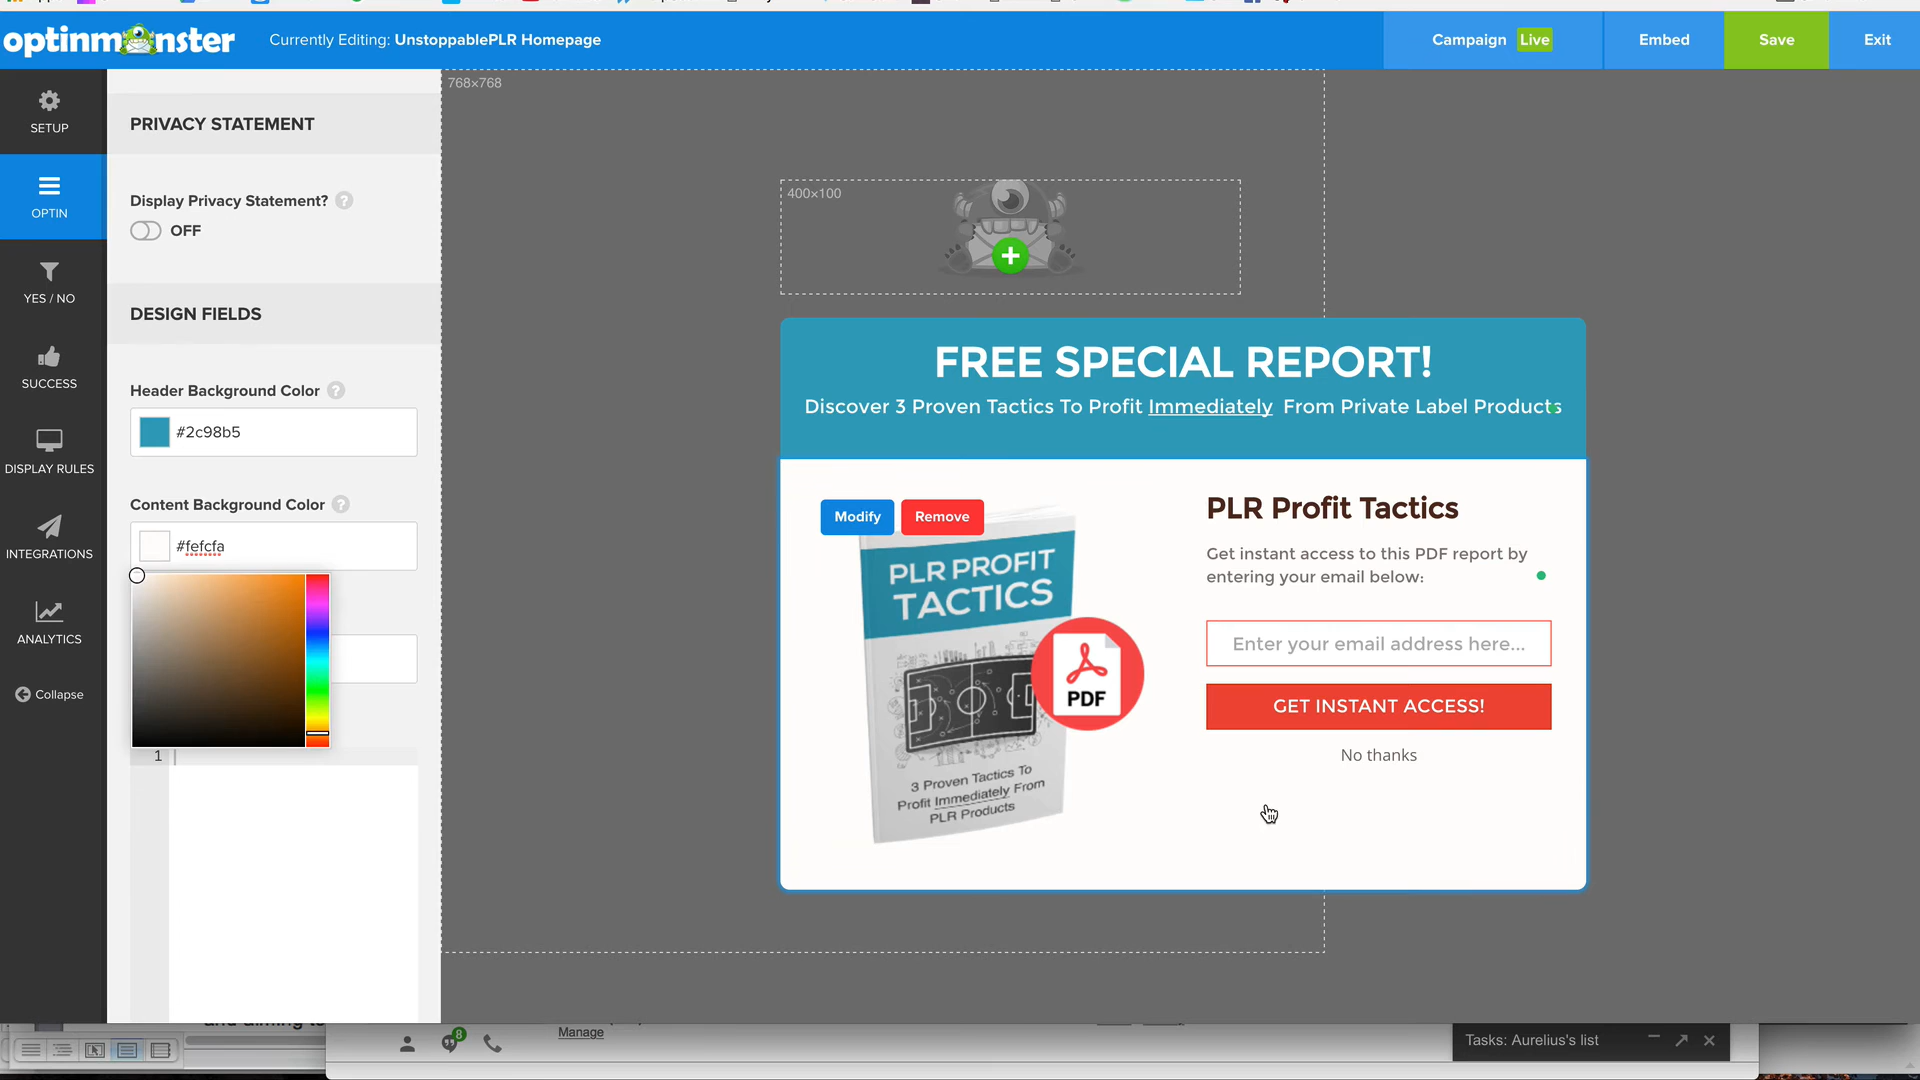 optinmonster
Currently Editing: UnstoppablePLR Homepage
Campaign Live
Embed
Save
Exit
SETUP
OPTIN
YES / NO
SUCCESS
DISPLAY RULES
INTEGRATIONS
ANALYTICS
Collapse
PRIVACY STATEMENT
Display Privacy Statement? ?
OFF
DESIGN FIELDS
Header Background Color ?
#2c98b5
Content Background Color ?
#fefcfa
1
768×768
400×100
FREE SPECIAL REPORT!
Discover 3 Proven Tactics To Profit Immediately From Private Label Products
Modify
Remove
PLR PROFIT
TACTICS
PDF
3 Proven Tactics To
Profit Immediately From
PLR Products
PLR Profit Tactics
Get instant access to this PDF report by
entering your email below:
Enter your email address here...
GET INSTANT ACCESS!
No thanks
8
Manage
Tasks: Aurelius's list